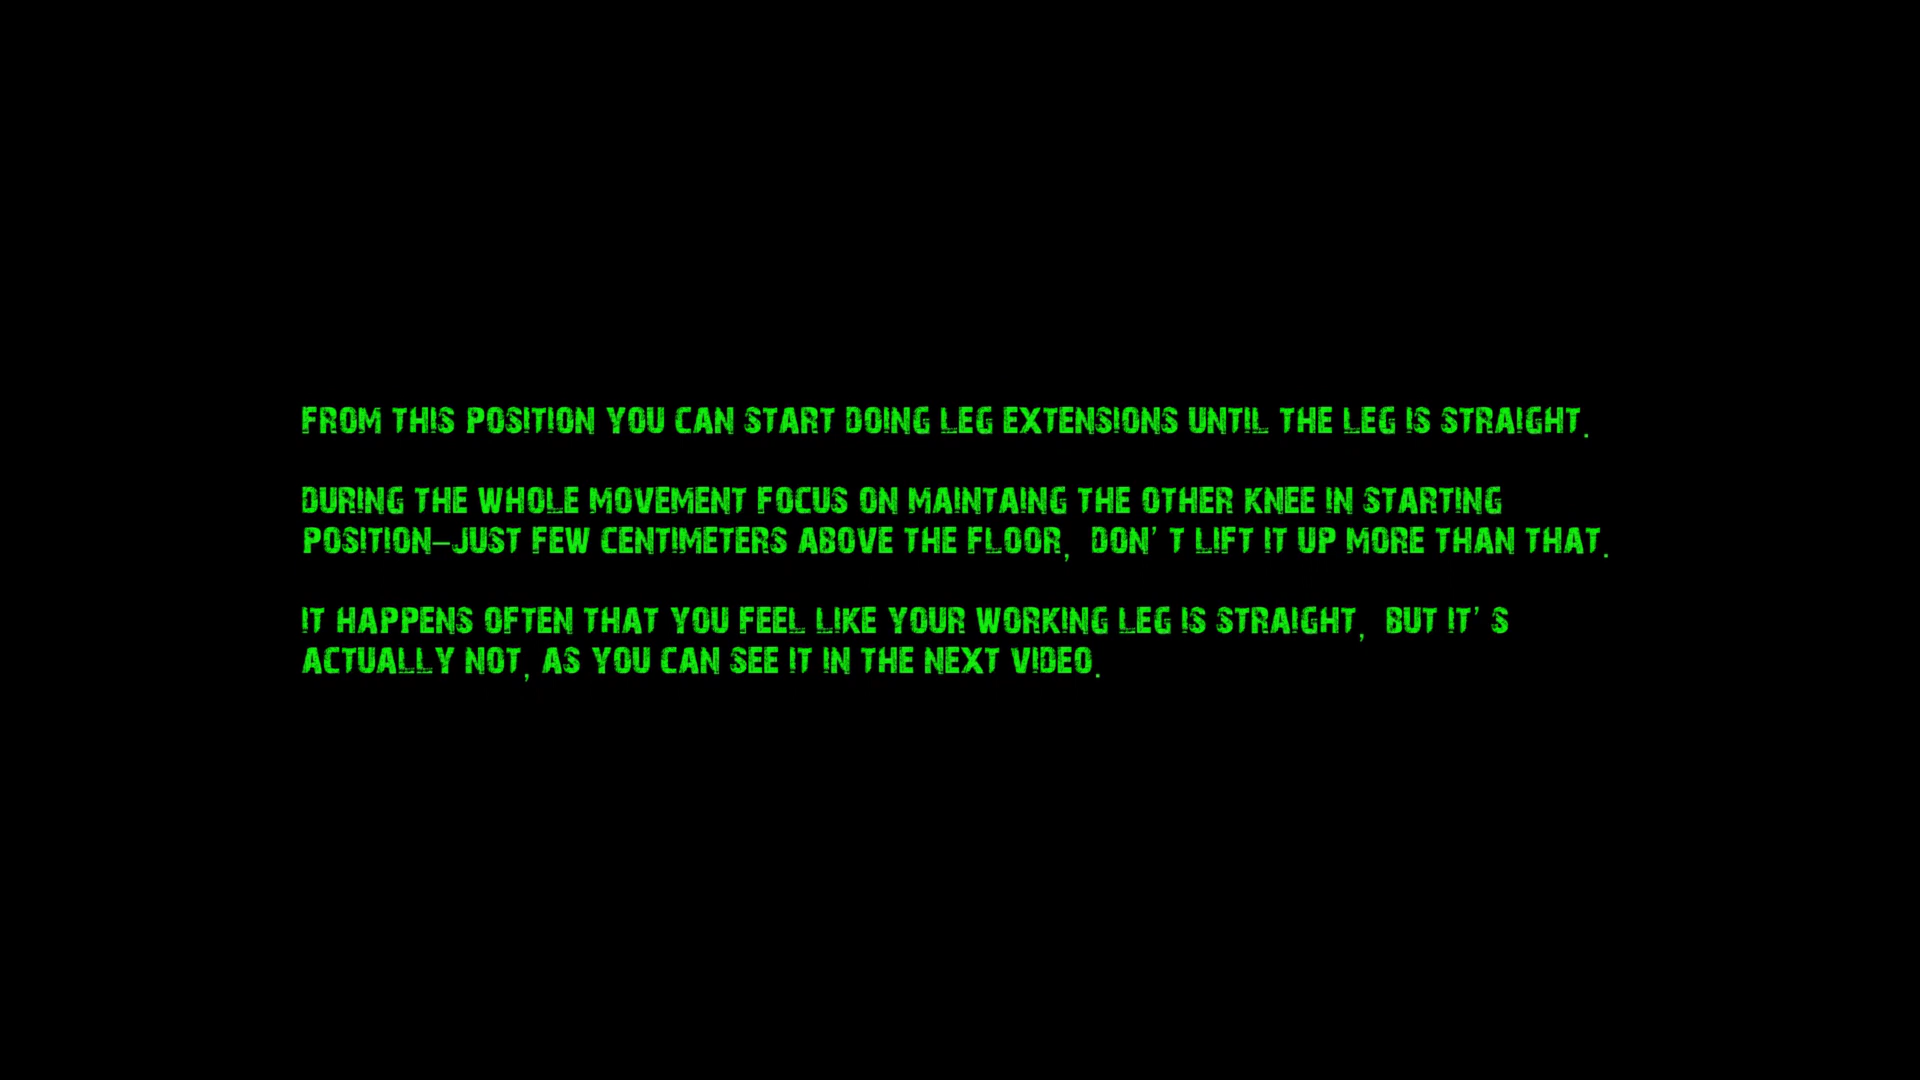 FROM THIS POSITION YOU CAN START DOING LEG EXTENSIONS UNTIL THE LEG IS STRAIGHT.
DURING THE WHOLE MOVEMENT FOCUS ON MAINTAING THE OTHER KNEE IN STARTING
POSITION–JUST FEW CENTIMETERS ABOVE THE FLOOR, DON'T LIFT IT UP MORE THAN THAT.
IT HAPPENS OFTEN THAT YOU FEEL LIKE YOUR WORKING LEG IS STRAIGHT, BUT IT'S
ACTUALLY NOT, AS YOU CAN SEE IT IN THE NEXT VIDEO.